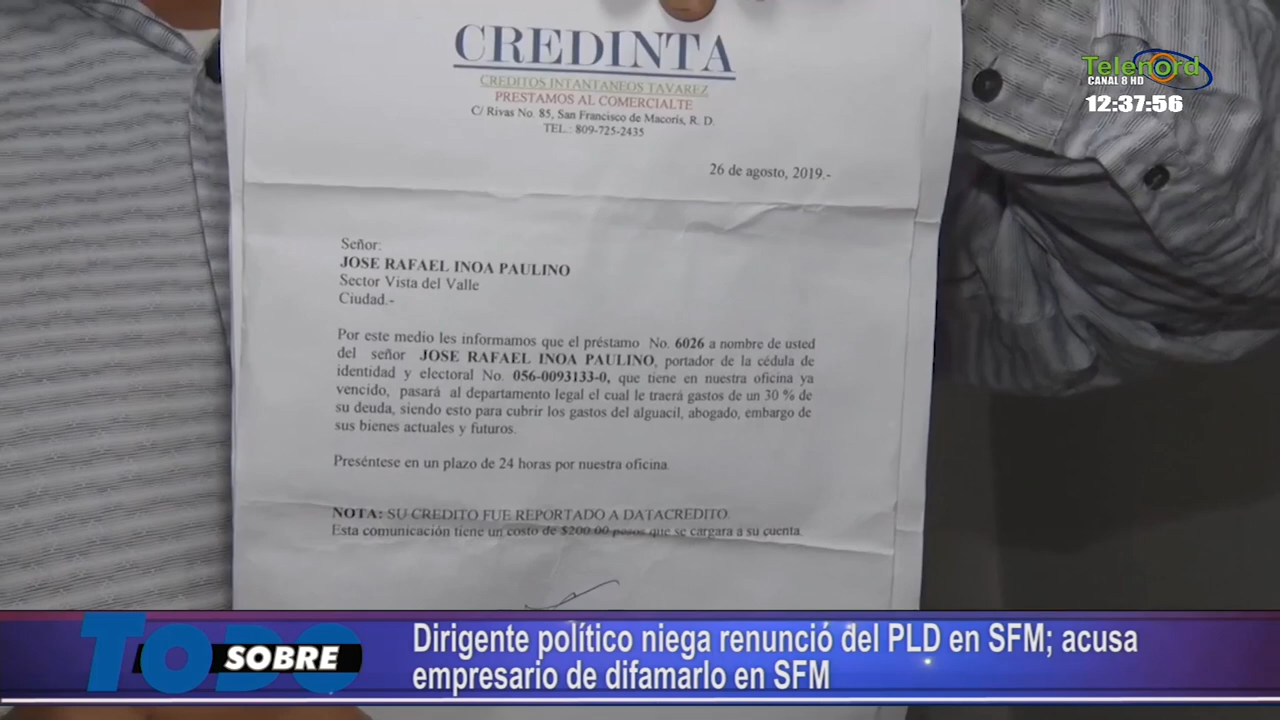 CREDINTA
CREDITOS INTANTANEOS TAVAREZ
PRESTAMOS AL COMERCIALTE
C/ Rivas No. 85, San Francisco de Macorís, R. D.
TEL.: 809-725-2435
Telenord
CANAL 8 HD
12:37:56
26 de agosto, 2019.-
Señor:
JOSE RAFAEL INOA PAULINO
Sector Vista del Valle
Ciudad.-
Por este medio les informamos que el préstamo No. 6026 a nombre de usted
del señor JOSE RAFAEL INOA PAULINO, portador de la cédula de
identidad y electoral No. 056-0093133-0, que tiene en nuestra oficina ya
vencido, pasará al departamento legal el cual le traerá gastos de un 30 % de
su deuda, siendo esto para cubrir los gastos del alguacil, abogado, embargo de
sus bienes actuales y futuros.
Preséntese en un plazo de 24 horas por nuestra oficina.
NOTA: SU CREDITO FUE REPORTADO A DATACREDITO.
Esta comunicación tiene un costo de $200.00 pesos que se cargara a su cuenta.
TODO
SOBRE
Dirigente político niega renunció del PLD en SFM; acusa
empresario de difamarlo en SFM